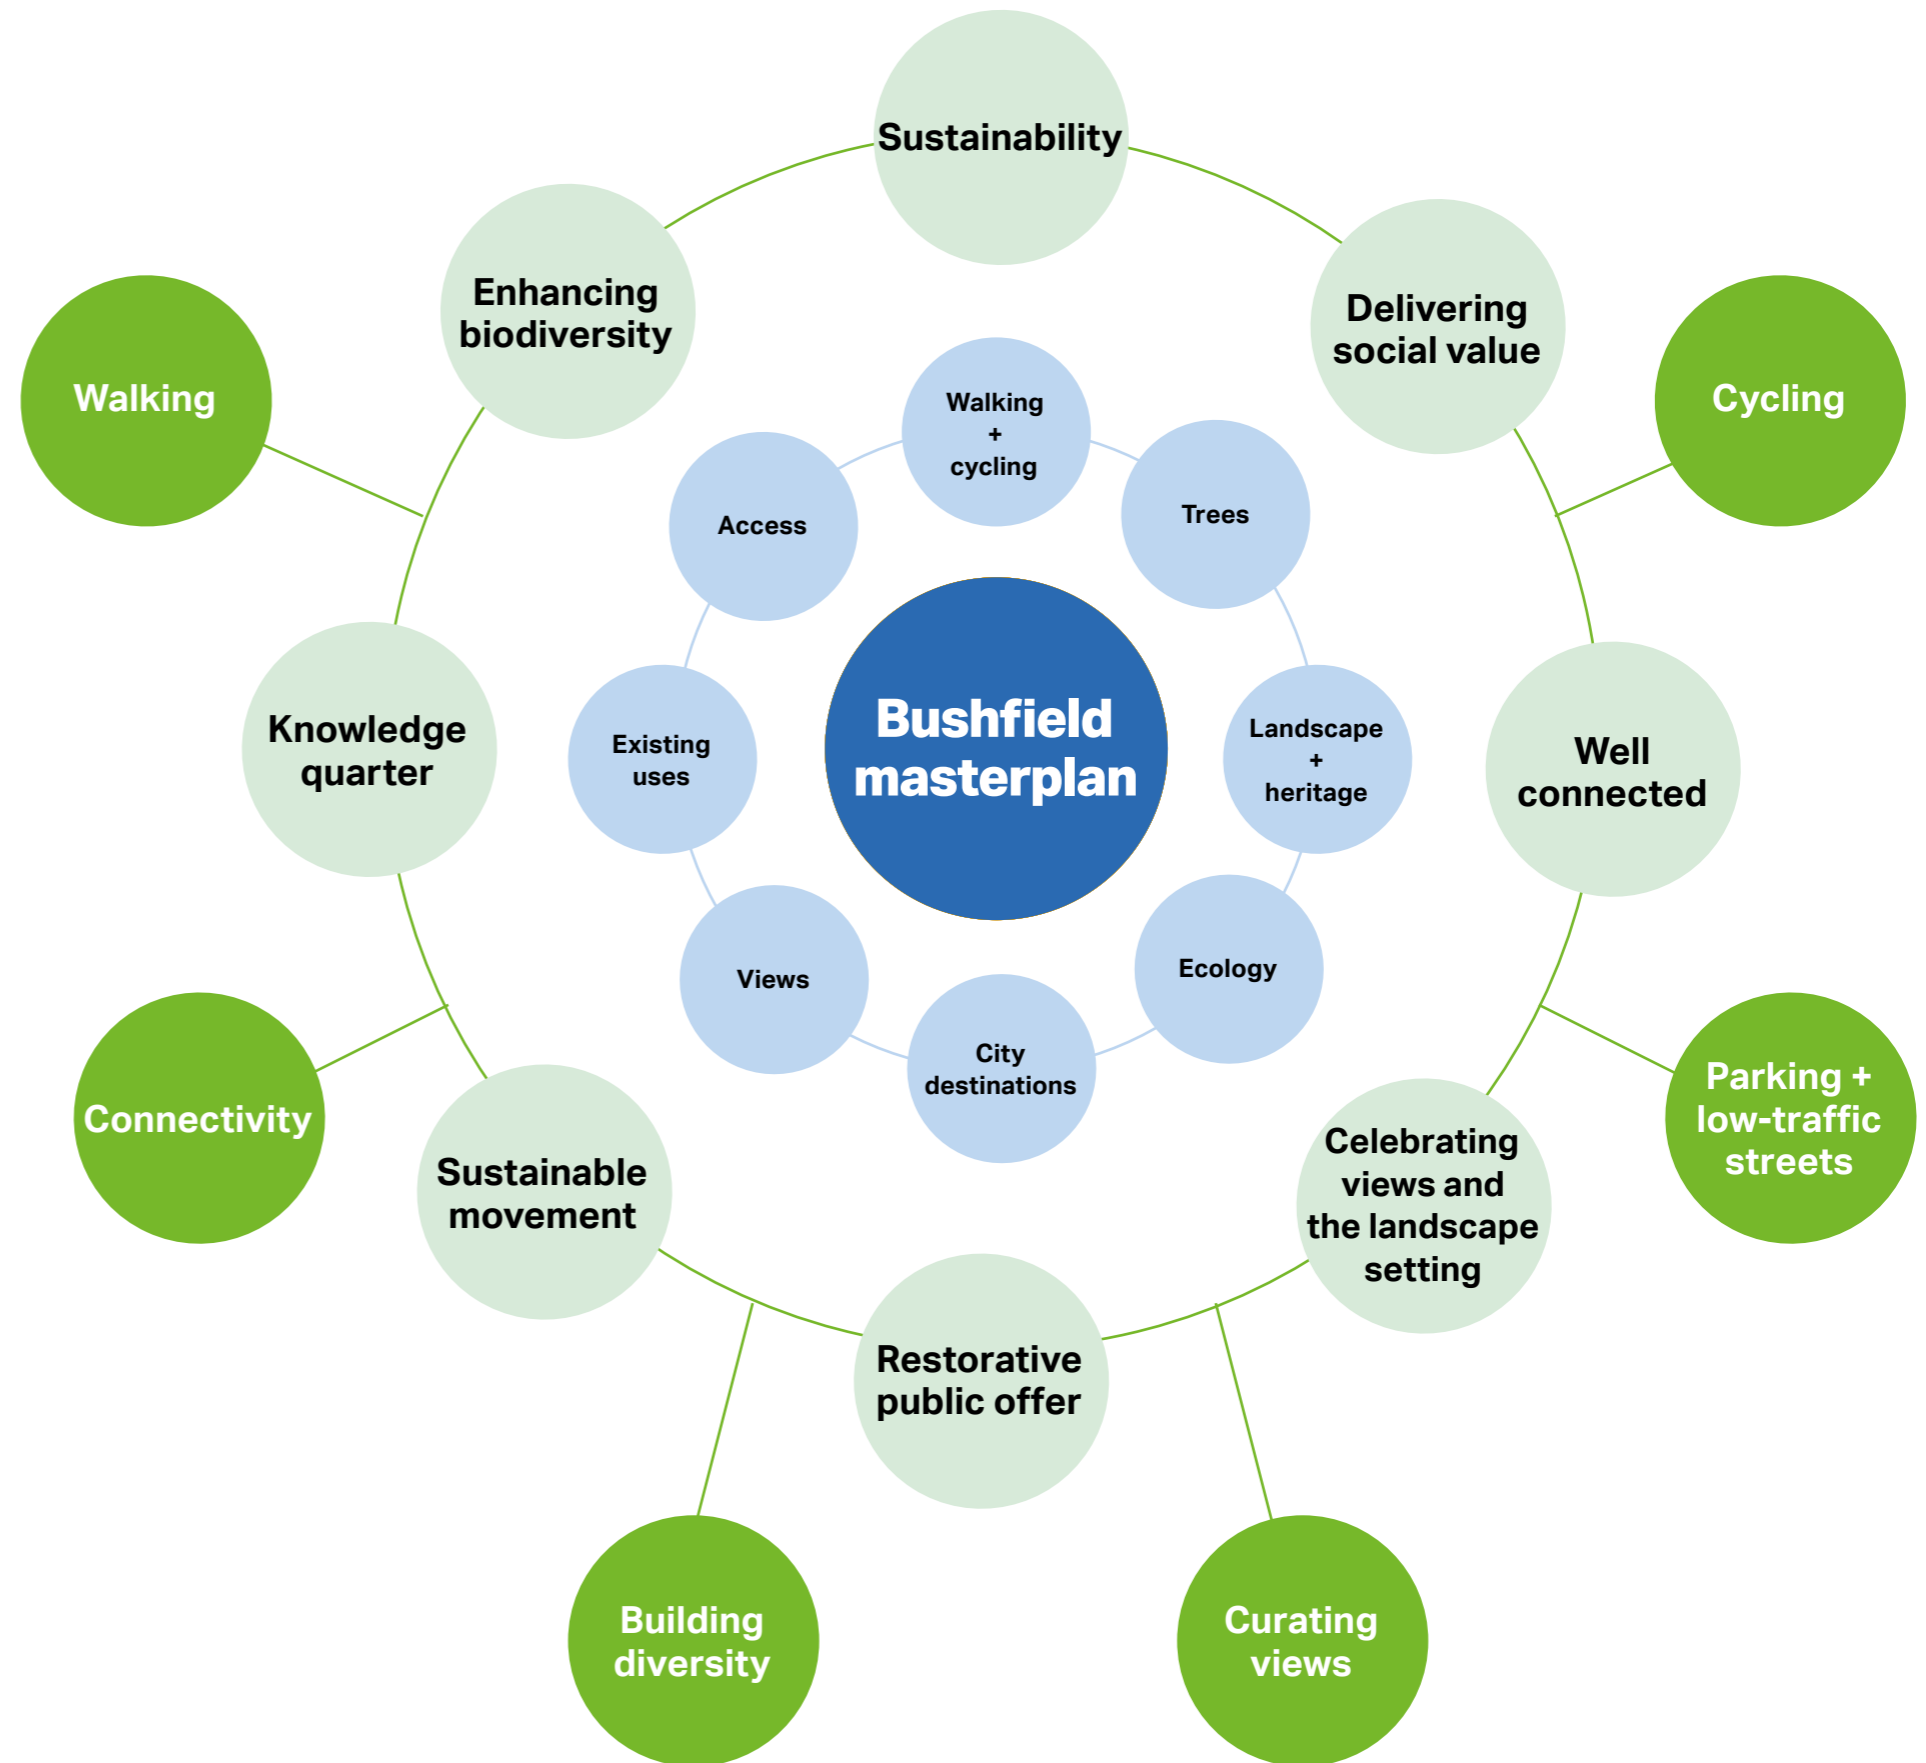 Sustainability
Enhancing
biodiversity
Delivering
social value
Walking
Cycling
Walking
+
cycling
Access
Trees
Knowledge
quarter
Existing
uses
Bushfield
masterplan
Landscape
+
heritage
Well
connected
Views
Ecology
City
destinations
Connectivity
Sustainable
movement
Celebrating
views and
the landscape
setting
Parking +
low-traffic
streets
Restorative
public offer
Building
diversity
Curating
views